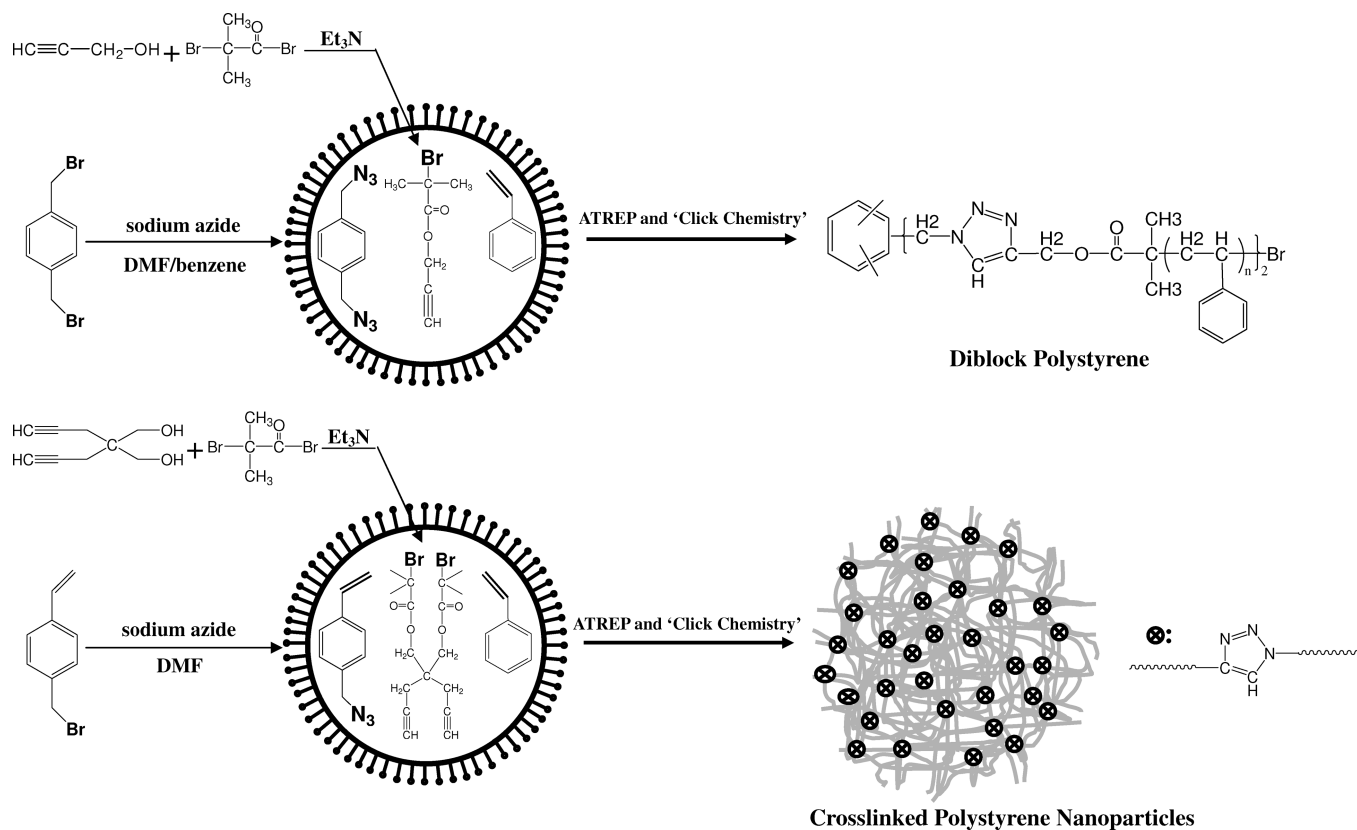 HC≡C—CH2—OH + Br—C—C—Br
CH3
O
CH3
Et3N
Br
Br
sodium azide
DMF/benzene
N3
N3
Br
H3C—C—CH3
C=O
O
CH2
C
CH
ATREP and ‘Click Chemistry’
H2
C
N
N
N
C
H
H2
C
O
O
C
CH3
C
CH3
H2
C
H
C
n
2
Br
Diblock Polystyrene
HC
HC
C
OH
OH
+
Br—C—C—Br
CH3
O
CH3
Et3N
Br
sodium azide
DMF
N3
Br Br
C C
O=C C=O
O O
H2C CH2
C
H2C CH2
C C
CH CH
ATREP and ‘Click Chemistry’
:
N
N
N
C
C
H
Crosslinked Polystyrene Nanoparticles